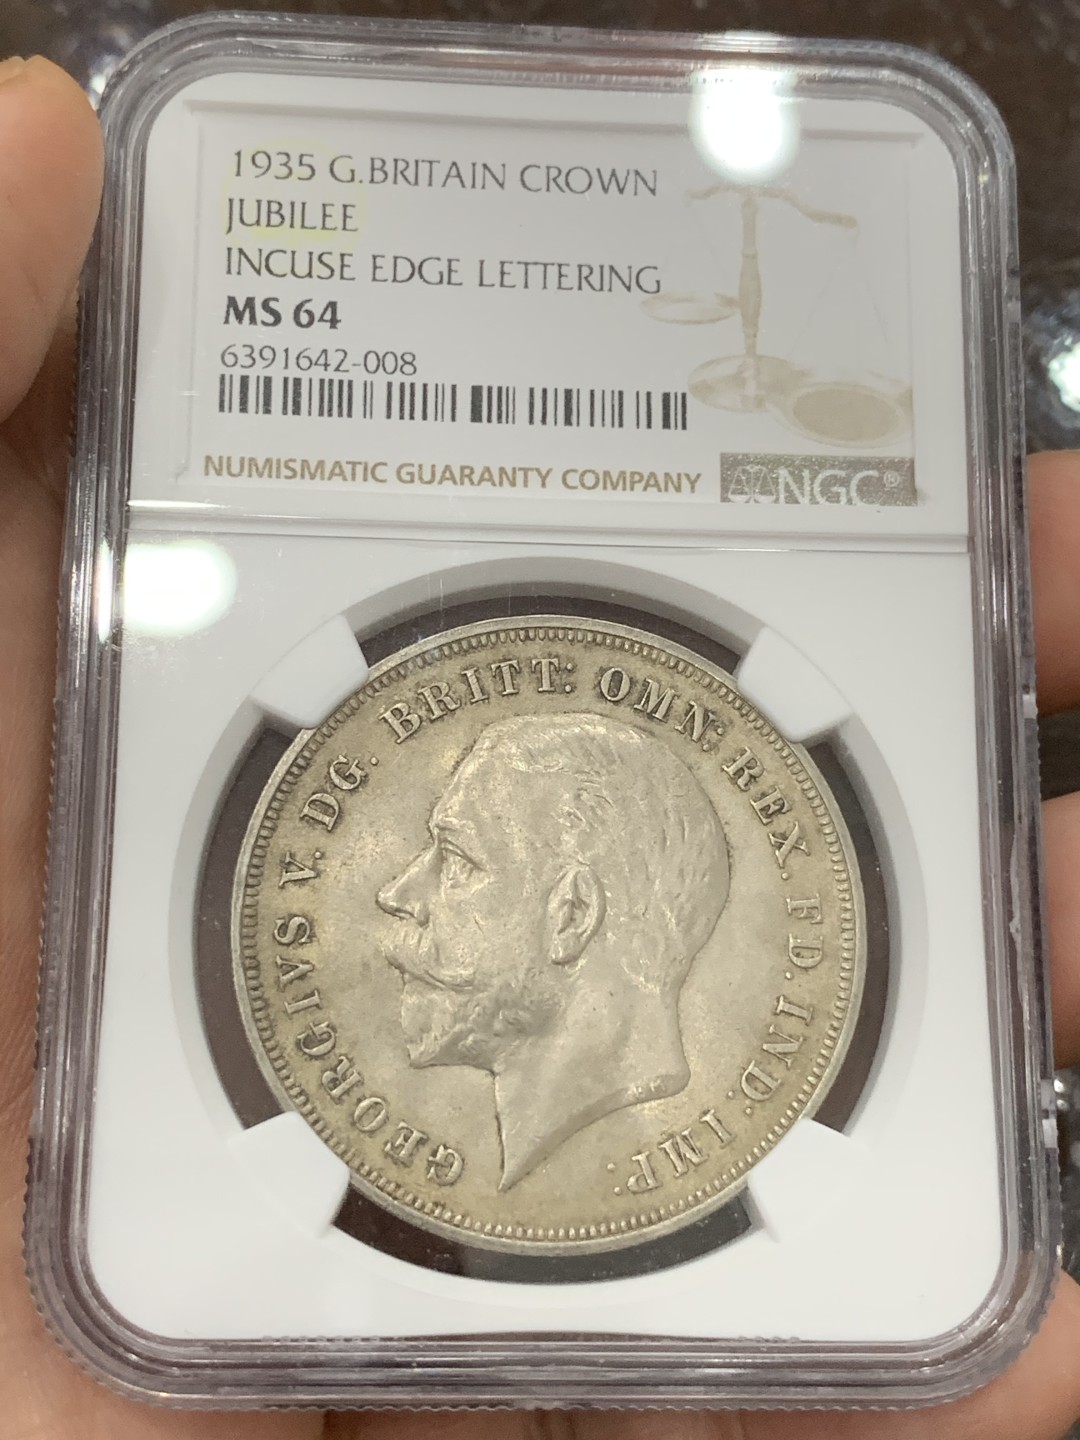 1935 G.BRITAIN CROWN
JUBILEE
INCUSE EDGE LETTERING
MS 64
6391642-008
NUMISMATIC GUARANTY COMPANY
NGC®
GEORGIVS V. DG. BRITT: OMN: REX. FD. IND: IMP: